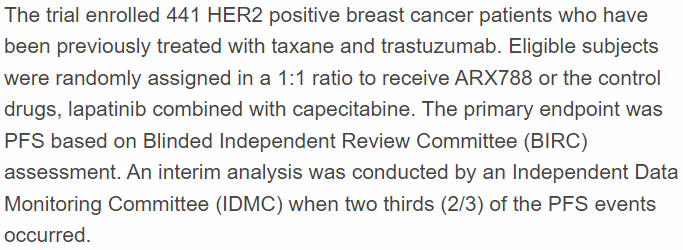 The trial enrolled 441 HER2 positive breast cancer patients who have
been previously treated with taxane and trastuzumab. Eligible subjects
were randomly assigned in a 1:1 ratio to receive ARX788 or the control
drugs, lapatinib combined with capecitabine. The primary endpoint was
PFS based on Blinded Independent Review Committee (BIRC)
assessment. An interim analysis was conducted by an Independent Data
Monitoring Committee (IDMC) when two thirds (2/3) of the PFS events
occurred.